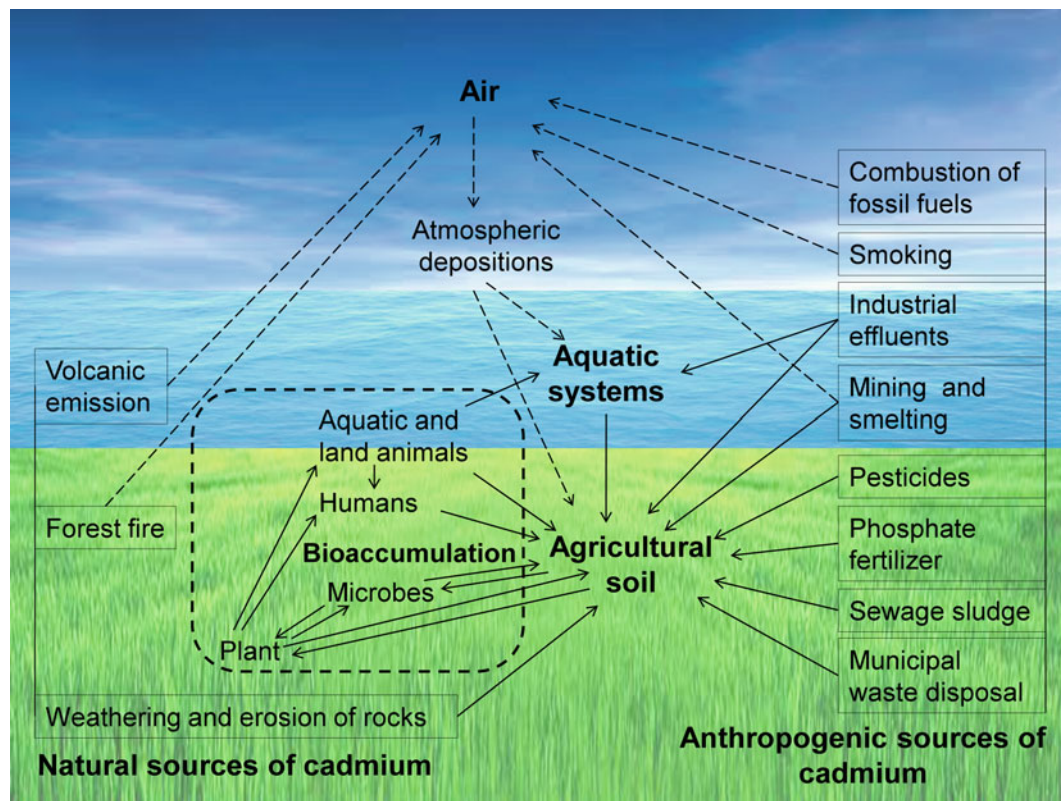 Air
Atmospheric
depositions
Aquatic
systems
Volcanic
emission
Forest fire
Aquatic and
land animals
Humans
Bioaccumulation
Microbes
Plant
Agricultural
soil
Weathering and erosion of rocks
Natural sources of cadmium
Combustion of
fossil fuels
Smoking
Industrial
effluents
Mining and
smelting
Pesticides
Phosphate
fertilizer
Sewage sludge
Municipal
waste disposal
Anthropogenic sources of
cadmium